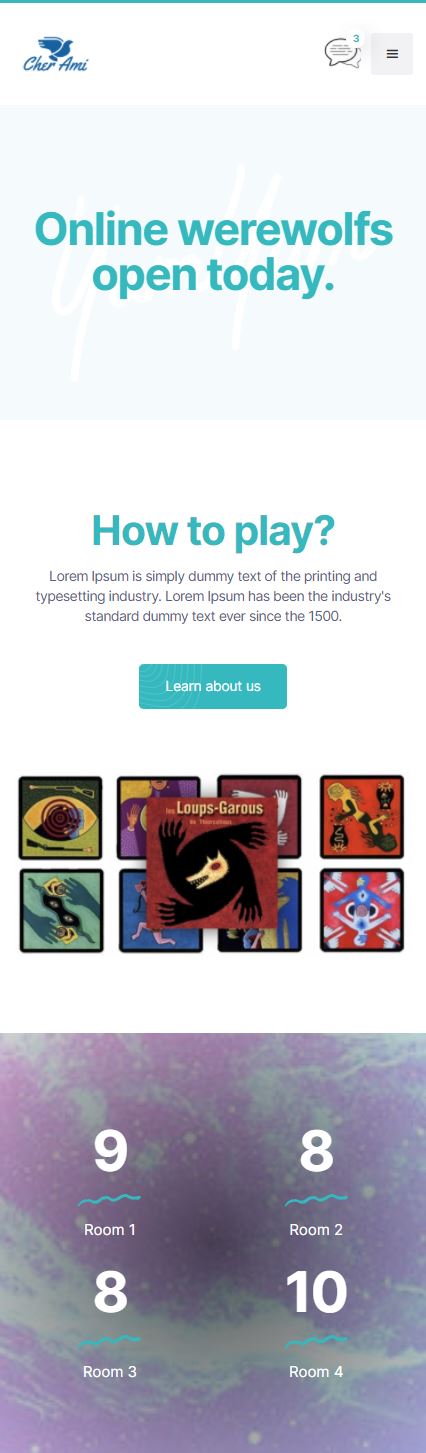 Cher Ami
3
Online werewolfs
open today.
How to play?
Lorem Ipsum is simply dummy text of the printing and
typesetting industry. Lorem Ipsum has been the industry's
standard dummy text ever since the 1500.
Learn about us
les Loups-Garous
de Thiercelieux
9
8
Room 1
Room 2
8
10
Room 3
Room 4